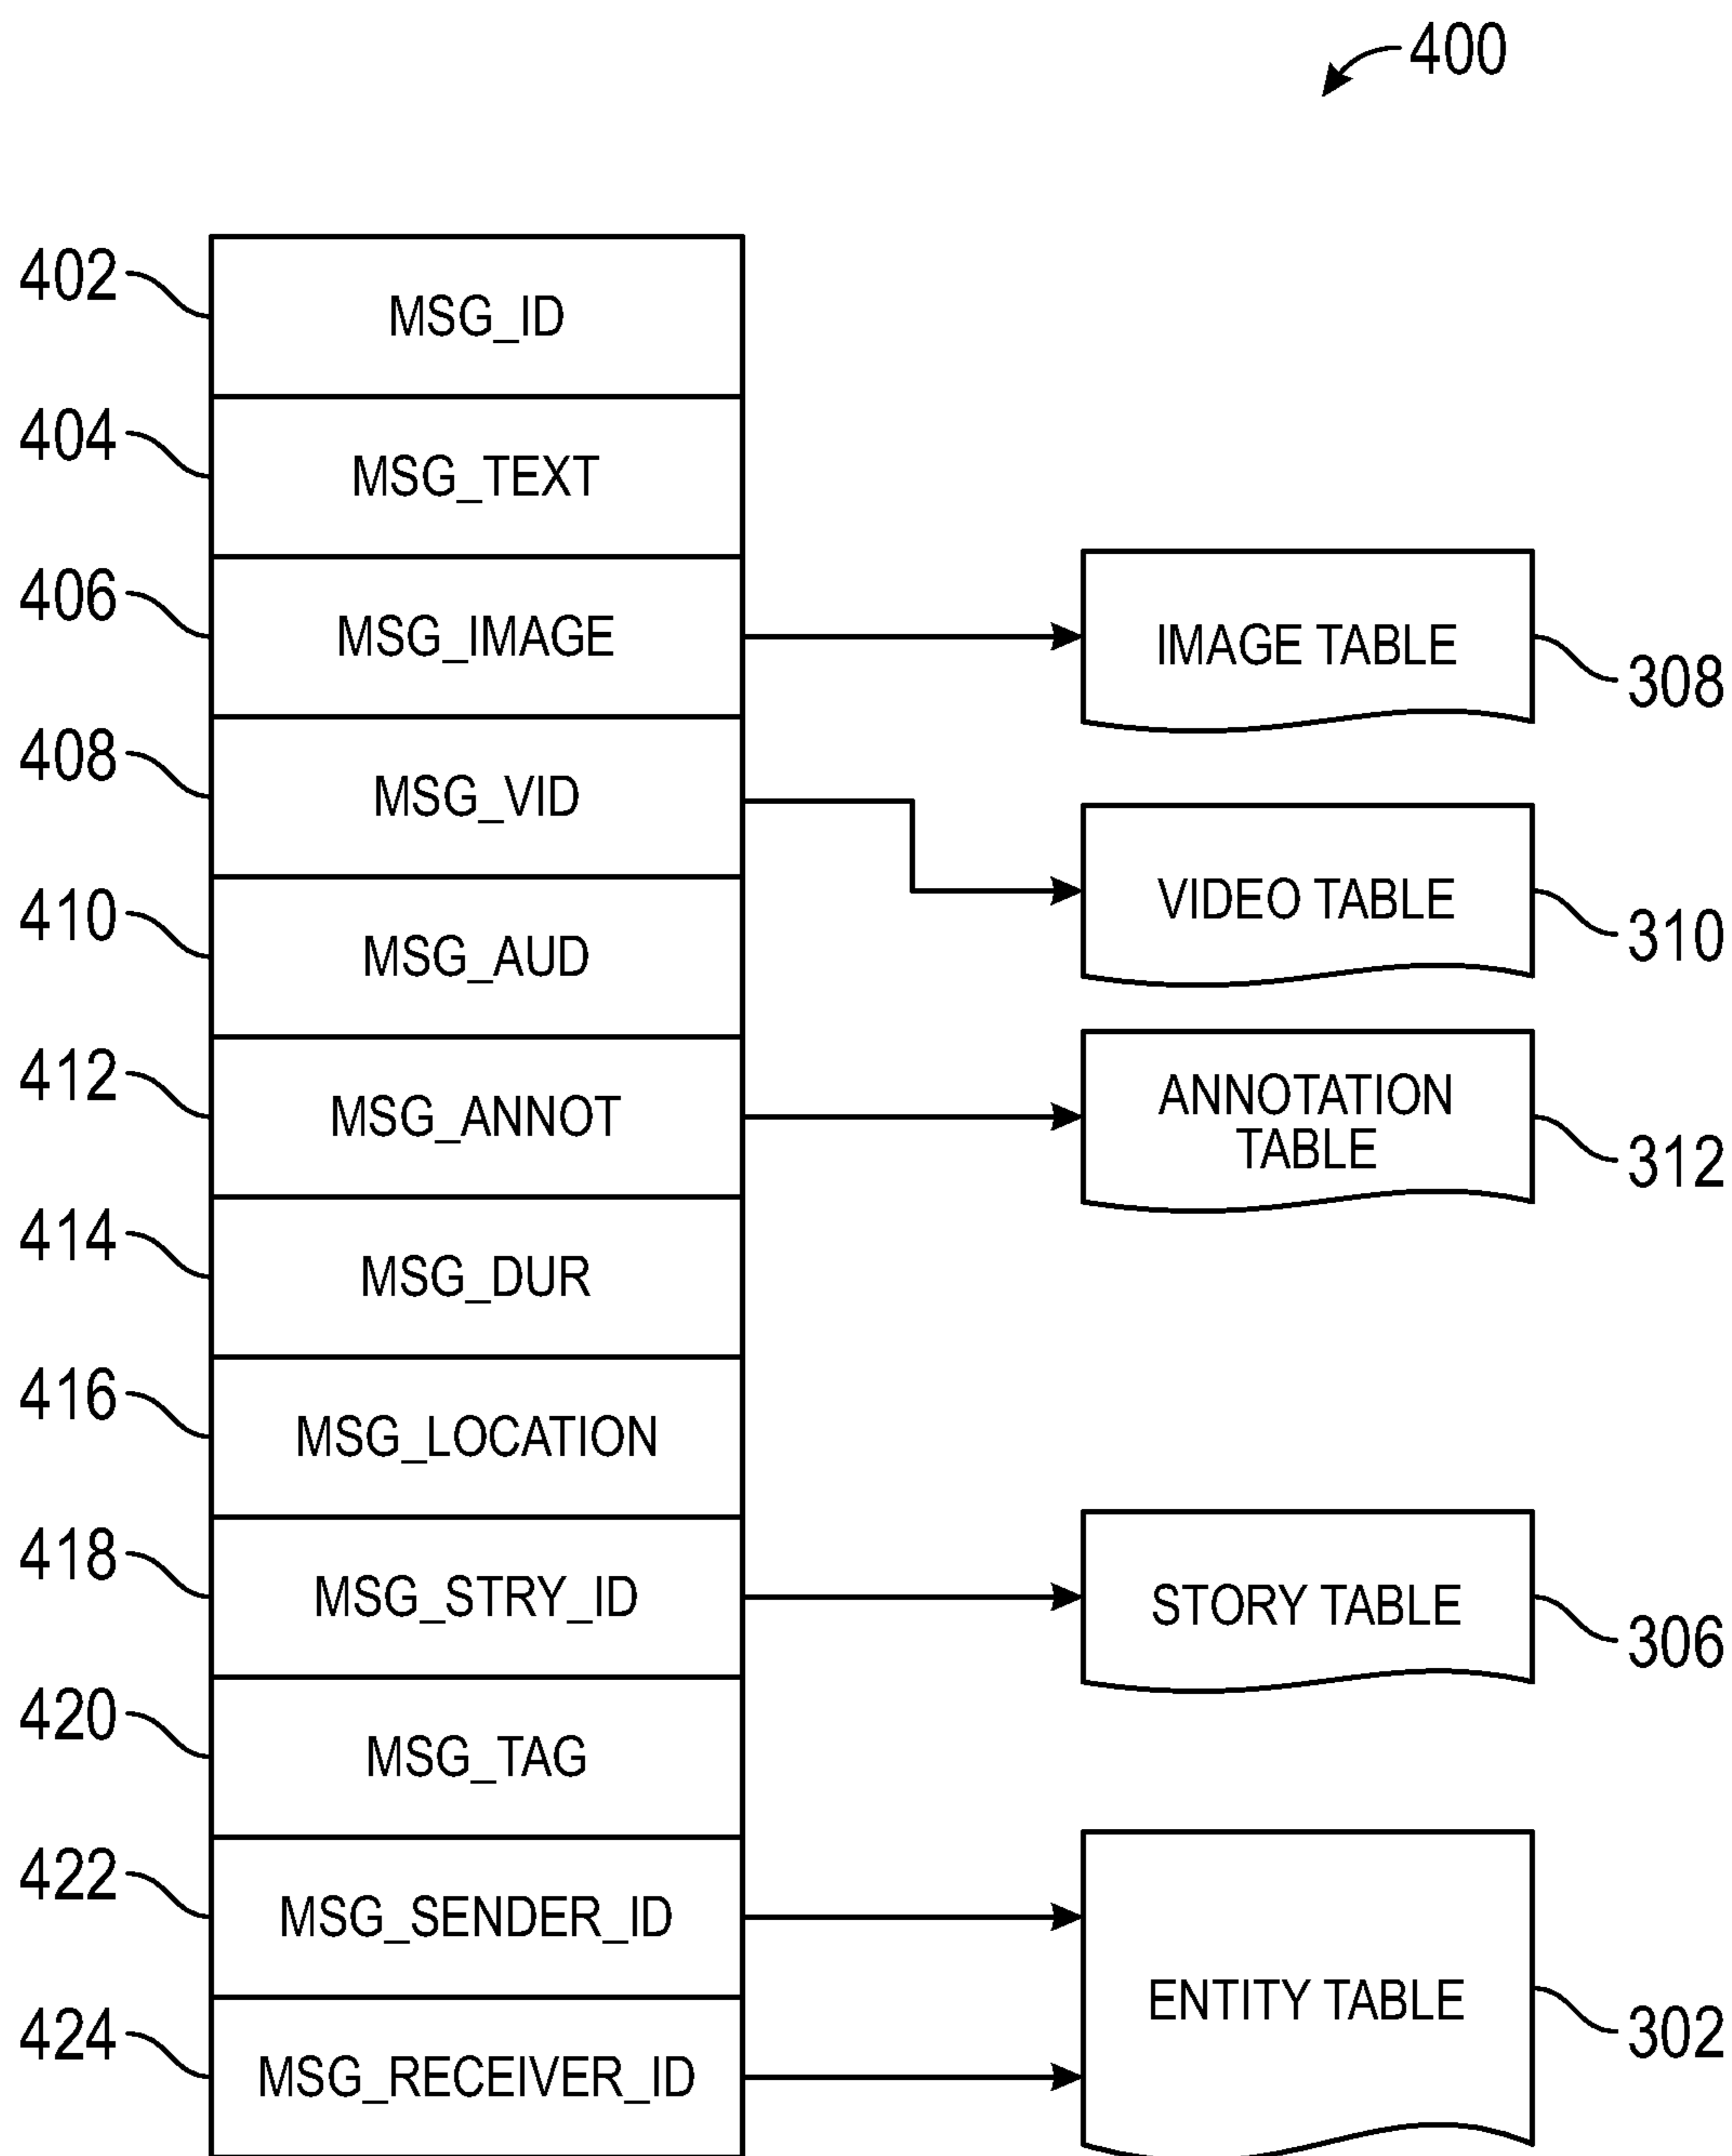 400
402
MSG_ID
404
MSG_TEXT
406
MSG_IMAGE
IMAGE TABLE
308
408
MSG_VID
VIDEO TABLE
310
410
MSG_AUD
412
MSG_ANNOT
ANNOTATION
TABLE
312
414
MSG_DUR
416
MSG_LOCATION
418
MSG_STRY_ID
STORY TABLE
306
420
MSG_TAG
422
MSG_SENDER_ID
ENTITY TABLE
302
424
MSG_RECEIVER_ID